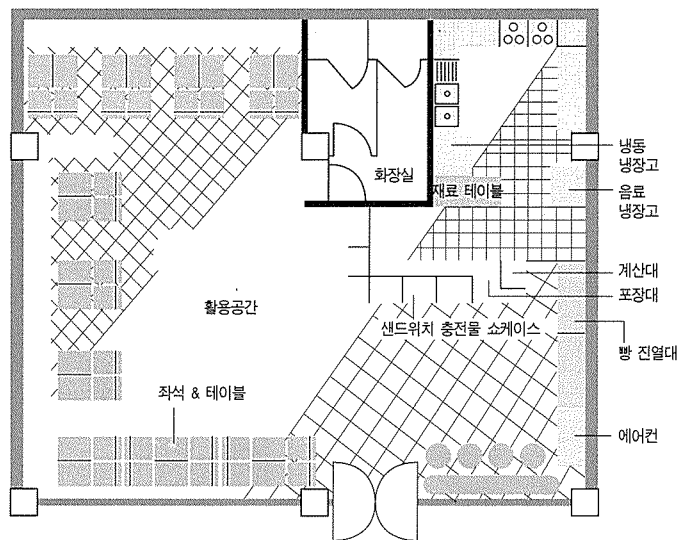 화장실
냉동
냉장고
재료 테이블
음료
냉장고
계산대
포장대
활용공간
샌드위치 충전물 쇼케이스
빵 진열대
좌석 & 테이블
에어컨